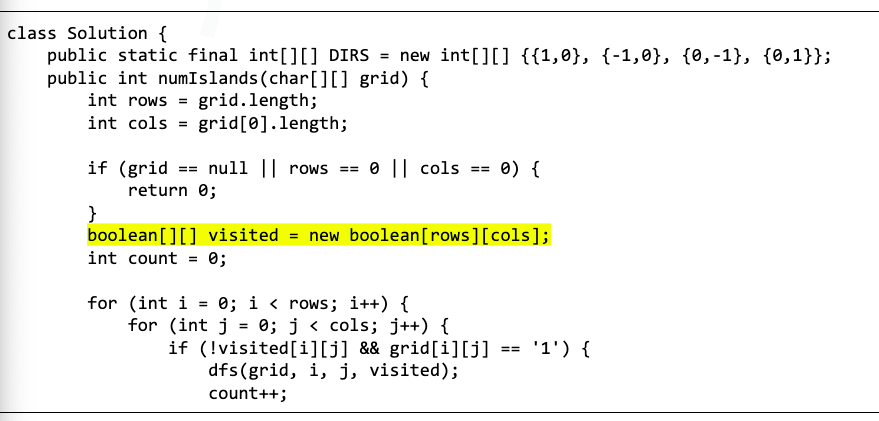 class Solution {
    public static final int[][] DIRS = new int[][] {{1,0}, {-1,0}, {0,-1}, {0,1}};
    public int numIslands(char[][] grid) {
        int rows = grid.length;
        int cols = grid[0].length;

        if (grid == null || rows == 0 || cols == 0) {
            return 0;
        }
        boolean[][] visited = new boolean[rows][cols];
        int count = 0;

        for (int i = 0; i < rows; i++) {
            for (int j = 0; j < cols; j++) {
                if (!visited[i][j] && grid[i][j] == '1') {
                    dfs(grid, i, j, visited);
                    count++;